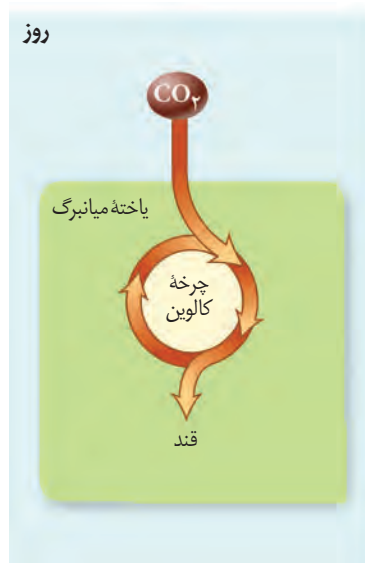 روز
CO۲
یاختهٔ میانبرگ
چرخهٔ
کالوین
قند